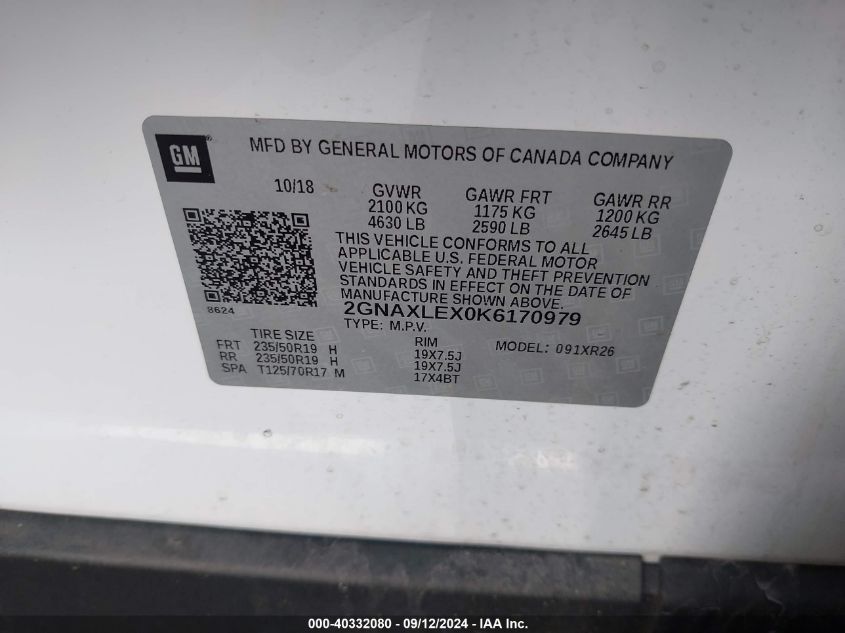 GM®
MFD BY GENERAL MOTORS OF CANADA COMPANY
10/18 GVWR GAWR FRT GAWR RR
2100 KG 1175 KG 1200 KG
4630 LB 2590 LB 2645 LB
THIS VEHICLE CONFORMS TO ALL
APPLICABLE U.S. FEDERAL MOTOR
VEHICLE SAFETY AND THEFT PREVENTION
STANDARDS IN EFFECT ON THE DATE OF
MANUFACTURE SHOWN ABOVE.
8624
2GNAXLEX0K6170979
TYPE: M.P.V.
TIRE SIZE RIM MODEL: 091XR26
FRT 235/50R19 H 19X7.5J
RR 235/50R19 H 19X7.5J
SPA T125/70R17 M 17X4BT
000-40332080 - 09/12/2024 - IAA Inc.